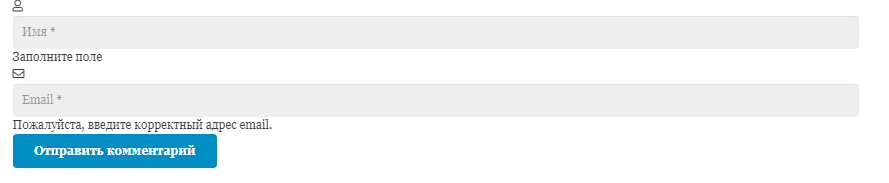 Имя *
Заполните поле
Email *
Пожалуйста, введите корректный адрес email.
Отправить комментарий